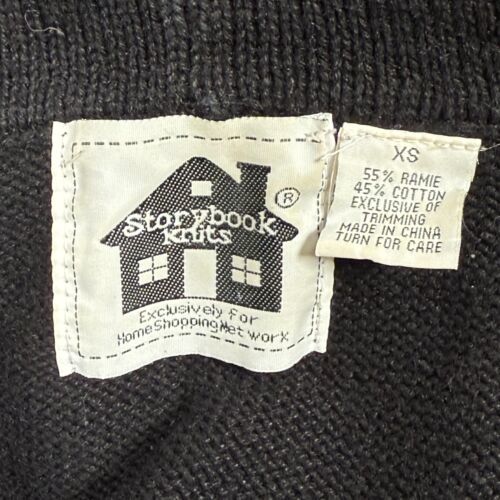 Storybook
Knits
®
Exclusively for
Home Shopping Network
XS
55% RAMIE
45% COTTON
EXCLUSIVE OF
TRIMMING
MADE IN CHINA
TURN FOR CARE